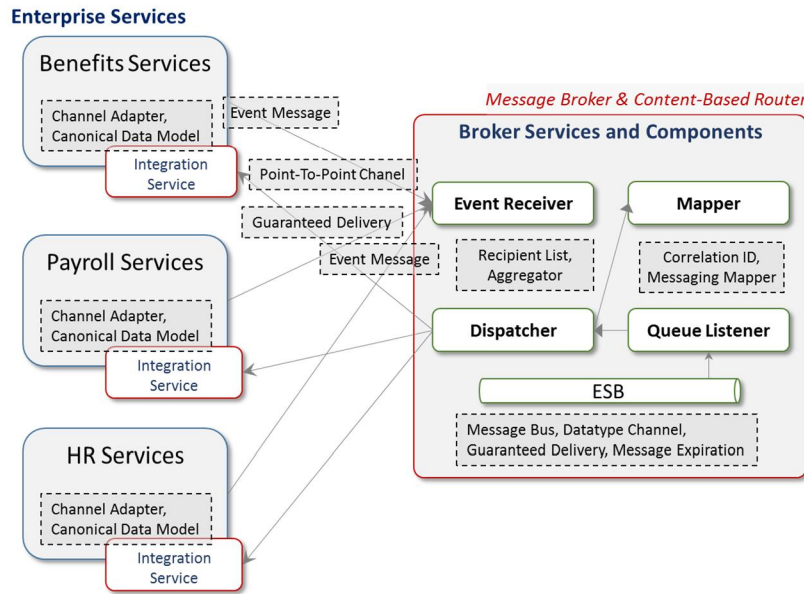 Enterprise Services
Benefits Services
Channel Adapter,
Canonical Data Model
Integration
Service
Event Message
Point-To-Point Chanel
Guaranteed Delivery
Event Message
Payroll Services
Channel Adapter,
Canonical Data Model
Integration
Service
HR Services
Channel Adapter,
Canonical Data Model
Integration
Service
Message Broker & Content-Based Router
Broker Services and Components
Event Receiver
Mapper
Recipient List,
Aggregator
Correlation ID,
Messaging Mapper
Dispatcher
Queue Listener
ESB
Message Bus, Datatype Channel,
Guaranteed Delivery, Message Expiration